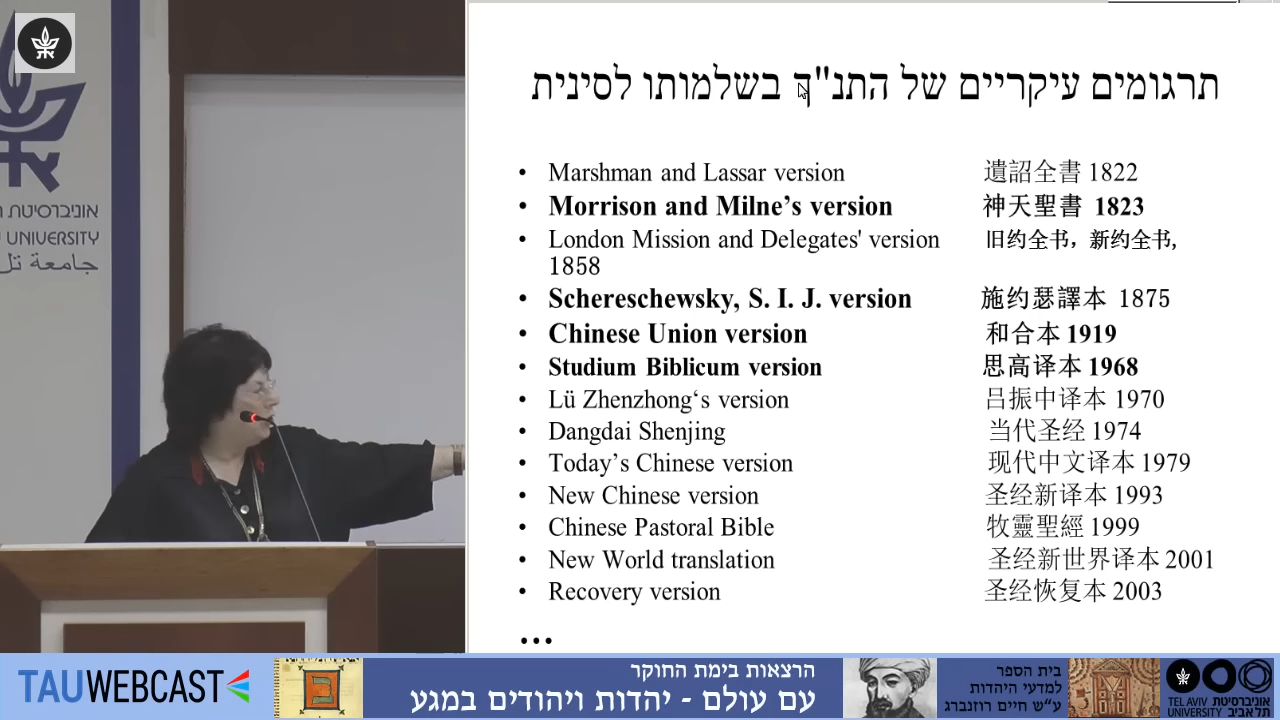 אוניברסיטת ת
UNIVERSITY
جامعة تل
תרגומים עיקריים של התנ"ך בשלמותו לסינית
• Marshman and Lassar version 遺詔全書 1822
• Morrison and Milne’s version 神天聖書 1823
• London Mission and Delegates' version 旧约全书，新约全书,
1858
• Schereschewsky, S. I. J. version 施约瑟譯本 1875
• Chinese Union version 和合本 1919
• Studium Biblicum version 思高译本 1968
• Lü Zhenzhong‘s version 吕振中译本 1970
• Dangdai Shenjing 当代圣经 1974
• Today’s Chinese version 现代中文译本 1979
• New Chinese version 圣经新译本 1993
• Chinese Pastoral Bible 牧靈聖經 1999
• New World translation 圣经新世界译本 2001
• Recovery version 圣经恢复本 2003
...
TAUWEBCAST
הרצאות בימת החוקר
עם עולם - יהדות ויהודים במגע
בית הספר
למדעי היהדות
ע"ש חיים רוזנברג
TEL AVIV אוניברסיטת
UNIVERSITY תל אביב